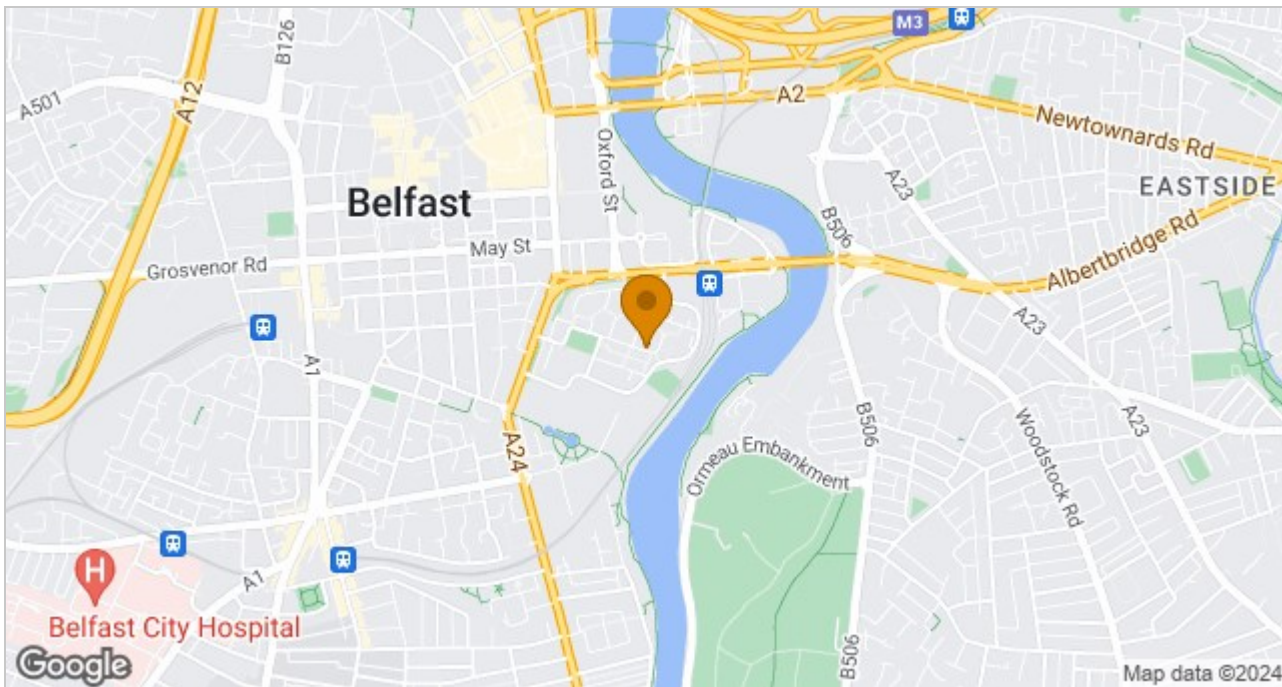 M3
B126
A501
A12
A2
Newtownards Rd
Oxford St
A23
EASTSIDE
Belfast
B506
May St
Grosvenor Rd
Albertbridge Rd
A23
A1
B506
Woodstock Rd
A23
A24
Ormeau Embankment
H
A1
Belfast City Hospital
B506
Google
Map data ©2024